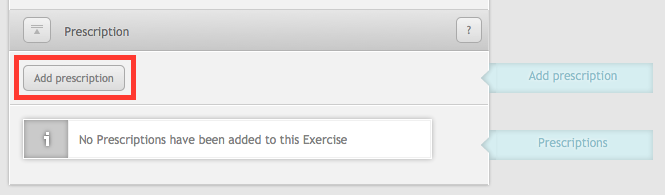 Prescription
?
Add prescription
Add prescription
i
No Prescriptions have been added to this Exercise
Prescriptions